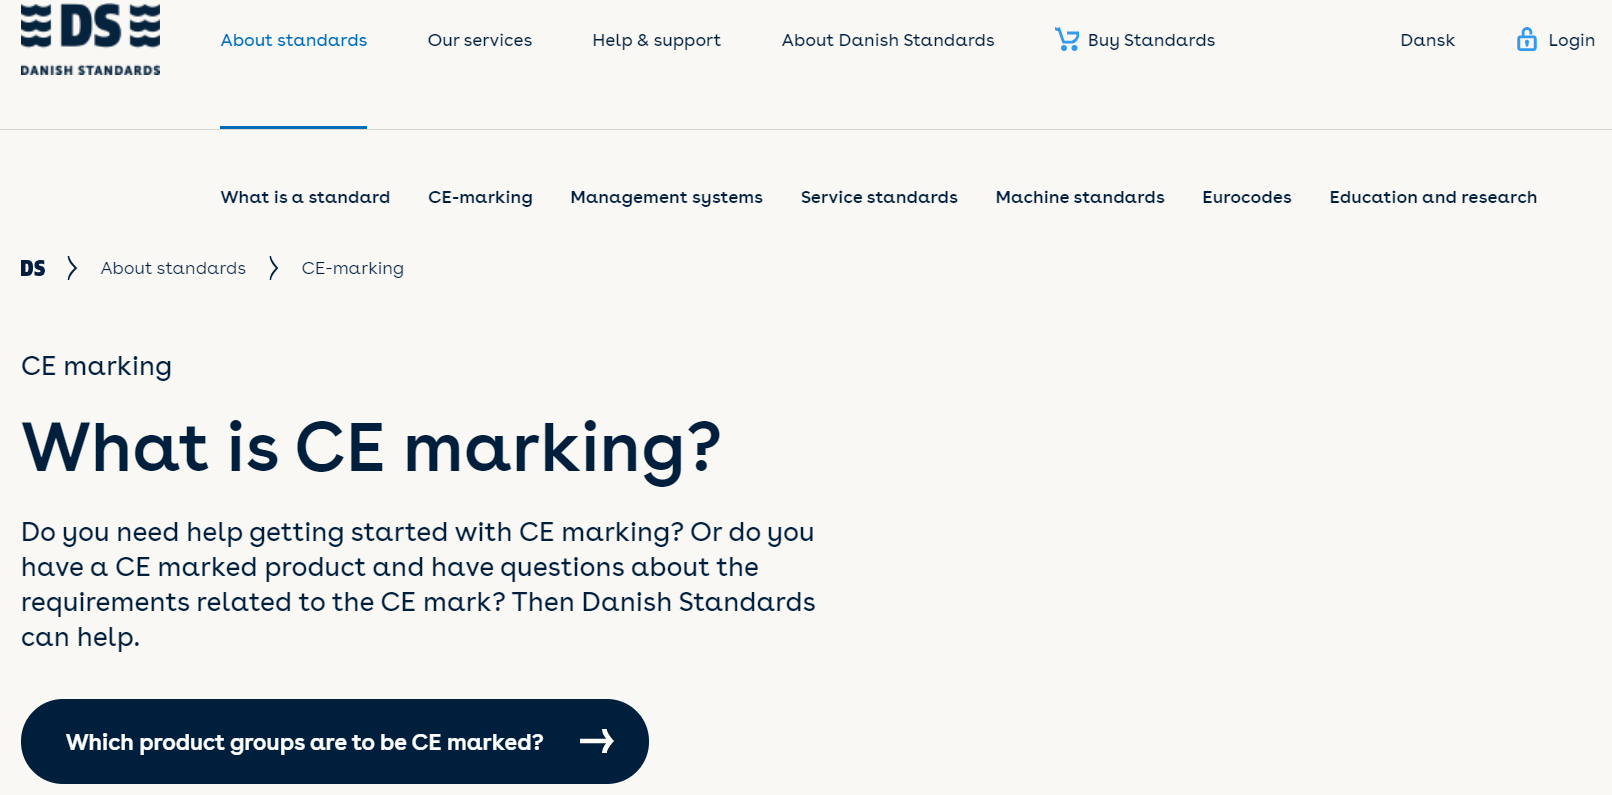 DS
DANISH STANDARDS
About standards
Our services
Help & support
About Danish Standards
Buy Standards
Dansk
Login
What is a standard
CE-marking
Management systems
Service standards
Machine standards
Eurocodes
Education and research
DS
About standards
CE-marking
CE marking
What is CE marking?
Do you need help getting started with CE marking? Or do you
have a CE marked product and have questions about the
requirements related to the CE mark? Then Danish Standards
can help.
Which product groups are to be CE marked?